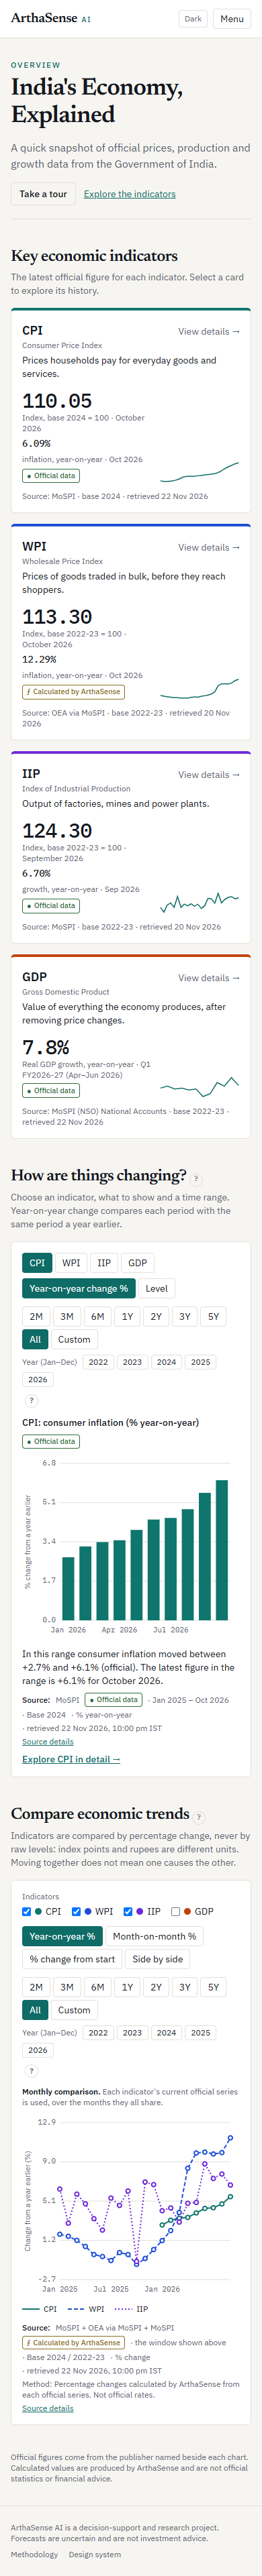 ArthaSense AI
Dark
Menu
OVERVIEW
India's Economy,
Explained
A quick snapshot of official prices, production and
growth data from the Government of India.
Take a tour
Explore the indicators
Key economic indicators
The latest official figure for each indicator. Select a card
to explore its history.
CPI
View details →
Consumer Price Index
Prices households pay for everyday goods and
services.
110.05
Index, base 2024 = 100 · October
2026
6.09%
inflation, year-on-year · Oct 2026
● Official data
Source: MoSPI · base 2024 · retrieved 22 Nov 2026
WPI
View details →
Wholesale Price Index
Prices of goods traded in bulk, before they reach
shoppers.
113.30
Index, base 2022-23 = 100 ·
October 2026
12.29%
inflation, year-on-year · Oct 2026
ƒ Calculated by ArthaSense
Source: OEA via MoSPI · base 2022-23 · retrieved 20 Nov
2026
IIP
View details →
Index of Industrial Production
Output of factories, mines and power plants.
124.30
Index, base 2022-23 = 100 ·
September 2026
6.70%
growth, year-on-year · Sep 2026
● Official data
Source: MoSPI · base 2022-23 · retrieved 20 Nov 2026
GDP
View details →
Gross Domestic Product
Value of everything the economy produces, after
removing price changes.
7.8%
Real GDP growth, year-on-year · Q1
FY2026-27 (Apr–Jun 2026)
● Official data
Source: MoSPI (NSO) National Accounts · base 2022-23 ·
retrieved 22 Nov 2026
How are things changing? ?
Choose an indicator, what to show and a time range.
Year-on-year change compares each period with the
same period a year earlier.
CPI WPI IIP GDP
Year-on-year change % Level
2M 3M 6M 1Y 2Y 3Y 5Y
All Custom
Year (Jan–Dec) 2022 2023 2024 2025
2026
?
CPI: consumer inflation (% year-on-year)
● Official data
% change from a year earlier
6.8
5.1
3.4
1.7
0.0
Jan 2026 Apr 2026 Jul 2026
In this range consumer inflation moved between
+2.7% and +6.1% (official). The latest figure in the
range is +6.1% for October 2026.
Source: MoSPI ● Official data · Jan 2025 – Oct 2026
· Base 2024 · % year-on-year
· retrieved 22 Nov 2026, 10:00 pm IST
Source details
Explore CPI in detail →
Compare economic trends ?
Indicators are compared by percentage change, never by
raw levels: index points and rupees are different units.
Moving together does not mean one causes the other.
Indicators
CPI WPI IIP GDP
Year-on-year % Month-on-month %
% change from start Side by side
2M 3M 6M 1Y 2Y 3Y 5Y
All Custom
Year (Jan–Dec) 2022 2023 2024 2025
2026
?
Monthly comparison. Each indicator's current official series
is used, over the months they all share.
Change from a year earlier (%)
12.9
9.0
5.1
1.2
-2.7
Jan 2025 Jul 2025 Jan 2026
CPI WPI IIP
Source: MoSPI + OEA via MoSPI + MoSPI
ƒ Calculated by ArthaSense · the window shown above
· Base 2024 / 2022-23 · % change
· retrieved 22 Nov 2026, 10:00 pm IST
Method: Percentage changes calculated by ArthaSense from
each official series. Not official rates.
Source details
Official figures come from the publisher named beside each chart.
Calculated values are produced by ArthaSense and are not official
statistics or financial advice.
ArthaSense AI is a decision-support and research project.
Forecasts are uncertain and are not investment advice.
Methodology Design system